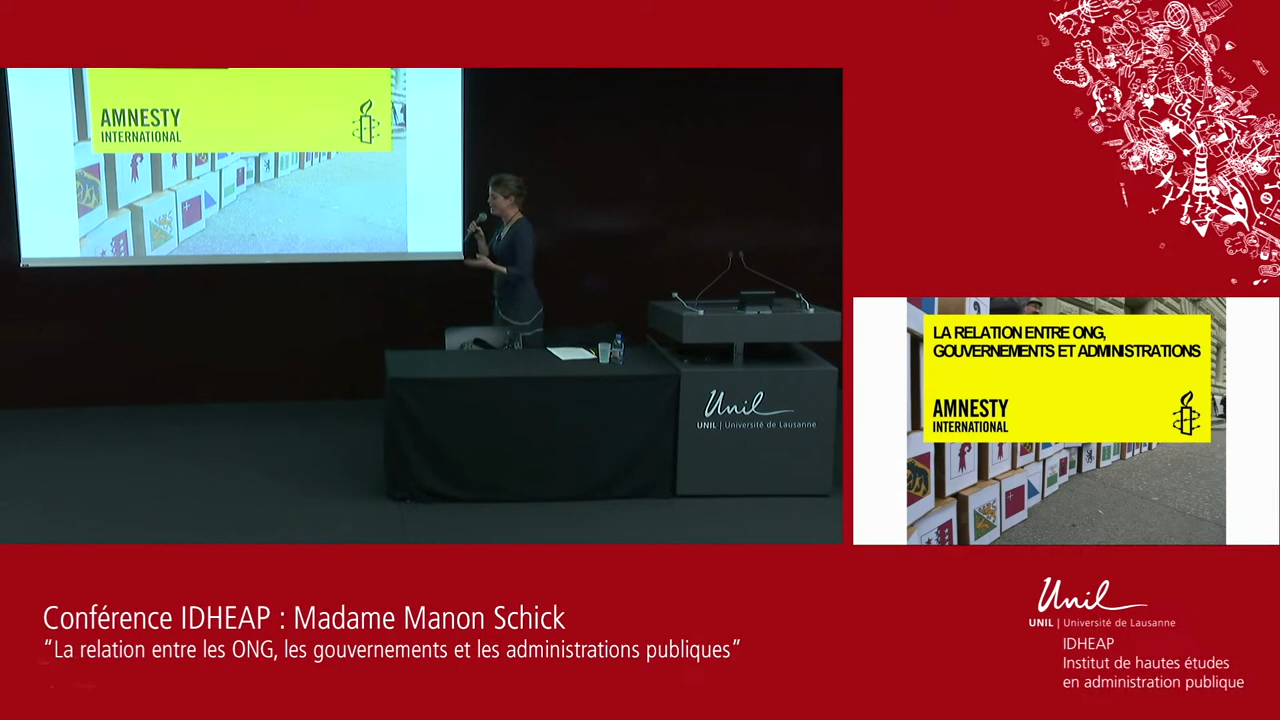 AMNESTY
INTERNATIONAL
Unil
UNIL | Université de Lausanne
LA RELATION ENTRE ONG,
GOUVERNEMENTS ET ADMINISTRATIONS
AMNESTY
INTERNATIONAL
Conférence IDHEAP : Madame Manon Schick
“La relation entre les ONG, les gouvernements et les administrations publiques”
Unil
UNIL | Université de Lausanne
IDHEAP
Institut de hautes études
en administration publique